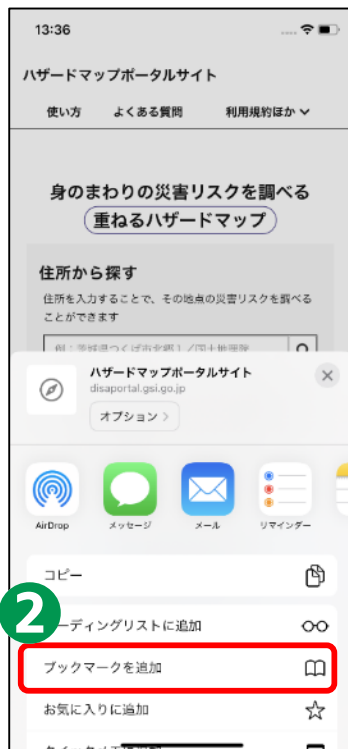 13:36
ハザードマップポータルサイト
使い方 よくある質問 利用規約ほか
身のまわりの災害リスクを調べる
重ねるハザードマップ
住所から探す
住所を入力することで、その地点の災害リスクを調べる
ことができます
ハザードマップポータルサイト
disaportal.gsi.go.jp
オプション
AirDrop メッセージ メール リマインダー
コピー
2
ーディングリストに追加
ブックマークを追加
お気に入りに追加